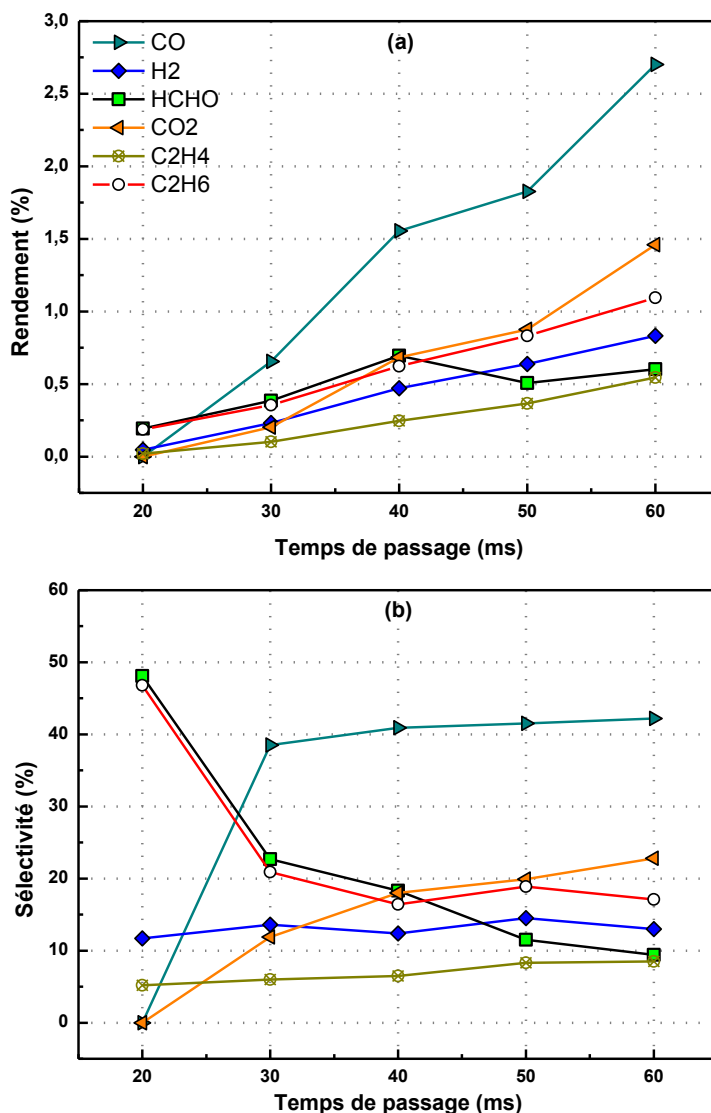 3,0
(a)
CO
H2
2,5
HCHO
CO2
C2H4
2,0
C2H6
1,5
1,0
0,5
0,0
Rendement (%)
20 30 40 50 60
Temps de passage (ms)
60
(b)
50
40
30
20
10
0
Sélectivité (%)
20 30 40 50 60
Temps de passage (ms)